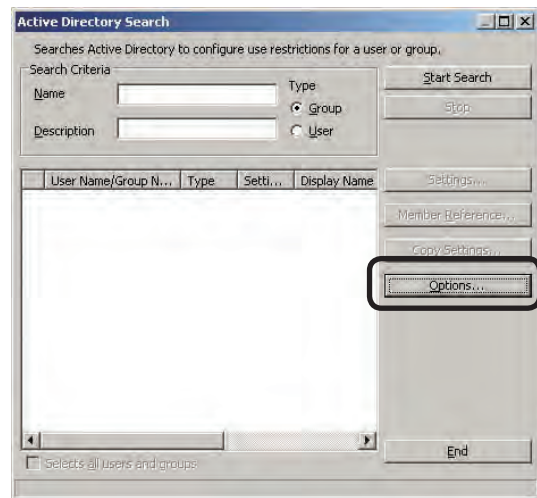 Active Directory Search
Searches Active Directory to configure use restrictions for a user or group.
Search Criteria
Name
Description
Type
Group
User
Start Search
Stop
User Name/Group N... Type Setti... Display Name
Settings...
Member Reference...
Copy Settings...
Options...
End
Selects all users and groups